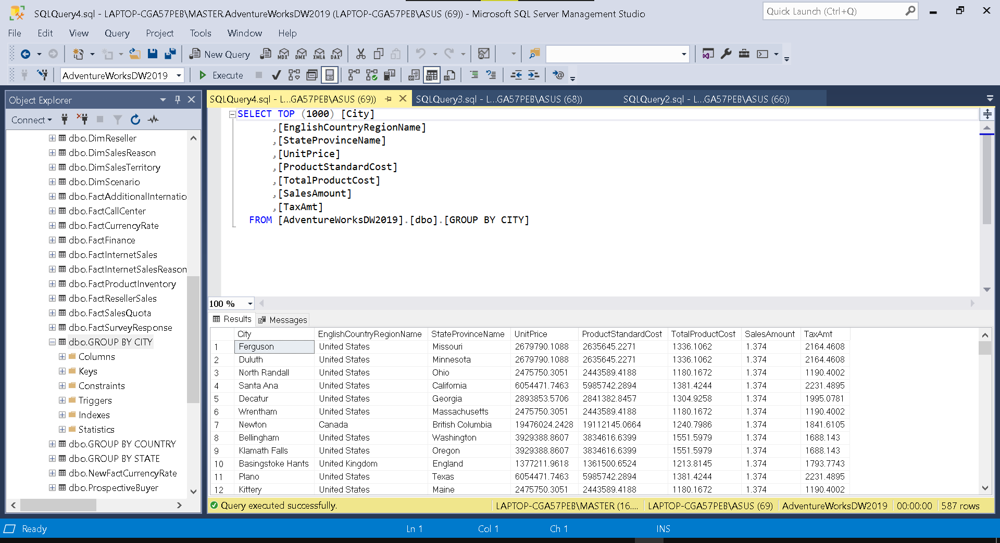 SQLQuery4.sql - LAPTOP-CGA57PEB\MASTER.AdventureWorksDW2019 (LAPTOP-CGA57PEB\ASUS (69)) - Microsoft SQL Server Management Studio
Quick Launch (Ctrl+Q)
File Edit View Query Project Tools Window Help
New Query MDX DMX XMLA DAX
AdventureWorksDW2019 Execute
Object Explorer
Connect
dbo.DimReseller
dbo.DimSalesReason
dbo.DimSalesTerritory
dbo.DimScenario
dbo.FactAdditionalInternatio
dbo.FactCallCenter
dbo.FactCurrencyRate
dbo.FactFinance
dbo.FactInternetSales
dbo.FactInternetSalesReason
dbo.FactProductInventory
dbo.FactResellerSales
dbo.FactSalesQuota
dbo.FactSurveyResponse
dbo.GROUP BY CITY
Columns
Keys
Constraints
Triggers
Indexes
Statistics
dbo.GROUP BY COUNTRY
dbo.GROUP BY STATE
dbo.NewFactCurrencyRate
dbo.ProspectiveBuyer
SQLQuery4.sql - L...GA57PEB\ASUS (69)) SQLQuery3.sql - L...GA57PEB\ASUS (68)) SQLQuery2.sql - L...GA57PEB\ASUS (66))
SELECT TOP (1000) [City]
,[EnglishCountryRegionName]
,[StateProvinceName]
,[UnitPrice]
,[ProductStandardCost]
,[TotalProductCost]
,[SalesAmount]
,[TaxAmt]
FROM [AdventureWorksDW2019].[dbo].[GROUP BY CITY]
100 %
Results Messages
City EnglishCountryRegionName StateProvinceName UnitPrice ProductStandardCost TotalProductCost SalesAmount TaxAmt
1 Ferguson United States Missouri 2679790.1088 2635645.2271 1336.1062 1.374 2164.4608
2 Duluth United States Minnesota 2679790.1088 2635645.2271 1336.1062 1.374 2164.4608
3 North Randall United States Ohio 2475750.3051 2443589.4188 1180.1672 1.374 1190.4002
4 Santa Ana United States California 6054471.7463 5985742.2894 1381.4244 1.374 2231.4895
5 Decatur United States Georgia 2893853.5706 2841382.8457 1304.9258 1.374 1995.0781
6 Wrentham United States Massachusetts 2475750.3051 2443589.4188 1180.1672 1.374 1190.4002
7 Newton Canada British Columbia 19476024.2428 19112145.0664 1240.7986 1.374 1841.6105
8 Bellingham United States Washington 3929388.8607 3834616.6399 1551.5979 1.374 1688.143
9 Klamath Falls United States Oregon 3929388.8607 3834616.6399 1551.5979 1.374 1688.143
10 Basingstoke Hants United Kingdom England 1377211.9618 1361500.6524 1213.8145 1.374 1793.7743
11 Plano United States Texas 6054471.7463 5985742.2894 1381.4244 1.374 2231.4895
12 Kittery United States Maine 2475750.3051 2443589.4188 1180.1672 1.374 1190.4002
Query executed successfully. LAPTOP-CGA57PEB\MASTER (16.... LAPTOP-CGA57PEB\ASUS (69) AdventureWorksDW2019 00:00:00 587 rows
Ready Ln 1 Col 1 Ch 1 INS